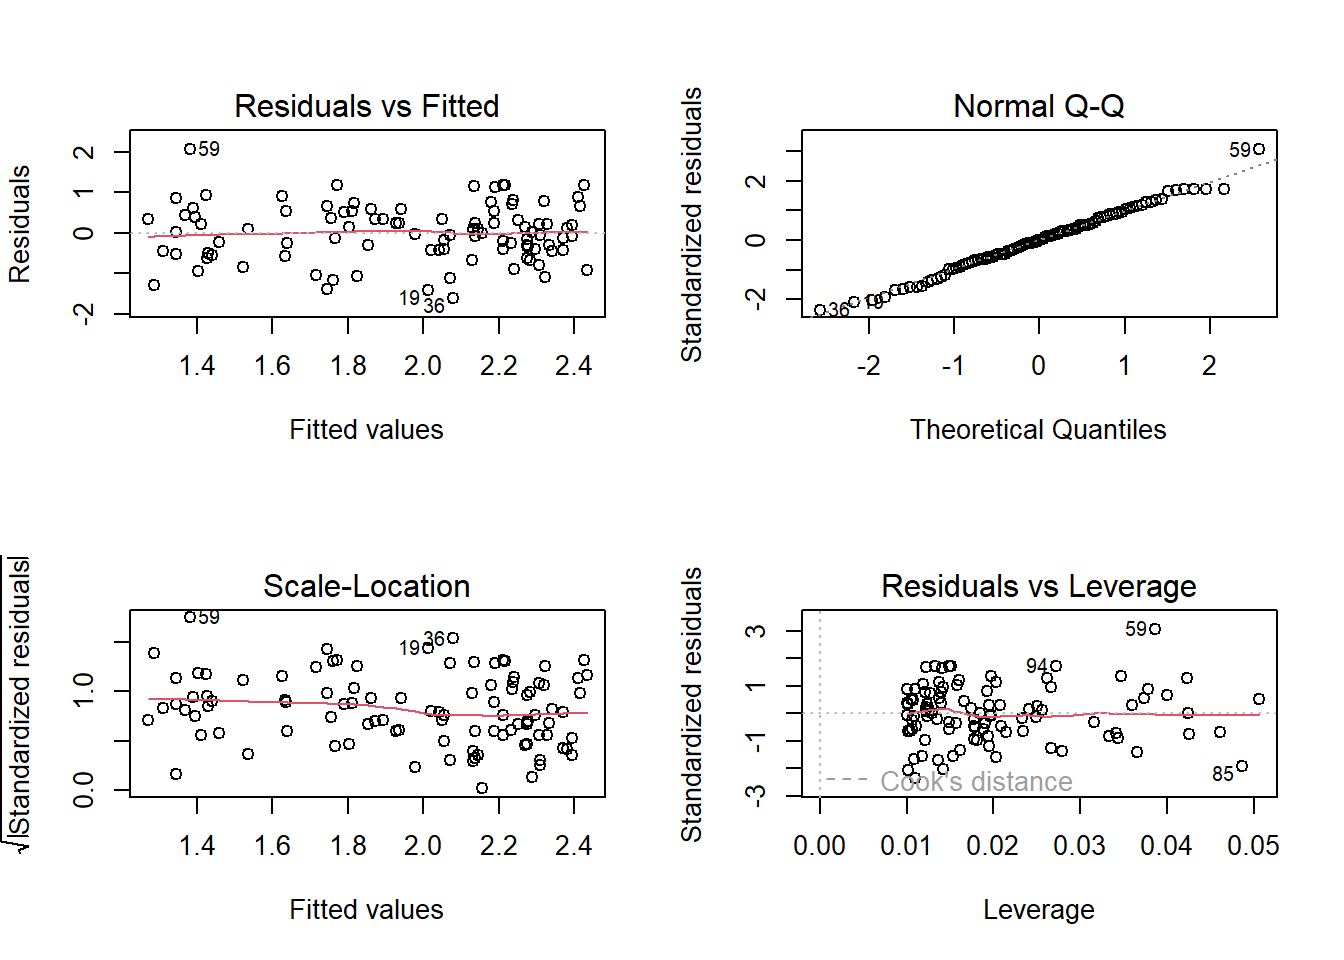 Residuals vs Fitted
Residuals
2
1
0
-2
59
19
36
1.4 1.6 1.8 2.0 2.2 2.4
Fitted values
Normal Q-Q
Standardized residuals
2
0
-2
59
36
19
-2 -1 0 1 2
Theoretical Quantiles
Scale-Location
√|Standardized residuals|
1.0
0.0
59
19
36
1.4 1.6 1.8 2.0 2.2 2.4
Fitted values
Residuals vs Leverage
Standardized residuals
3
1
-1
-3
59
94
85
Cook's distance
0.00 0.01 0.02 0.03 0.04 0.05
Leverage